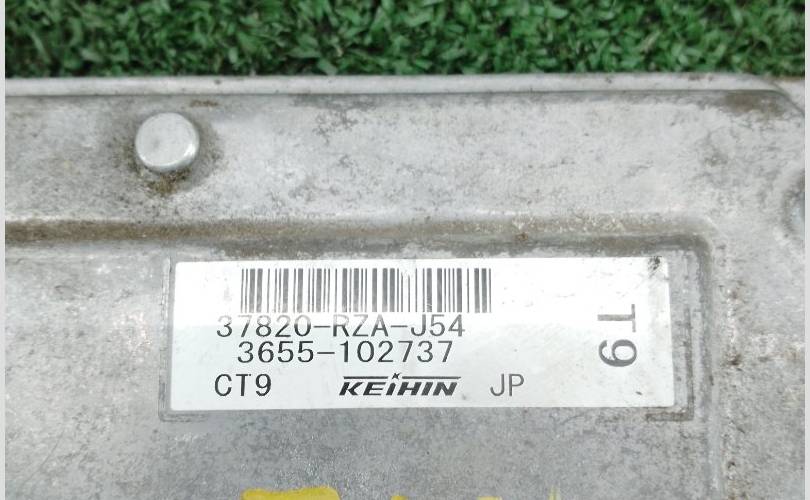 37820-RZA-J54
3655-102737
CT9 KEIHIN JP
T9